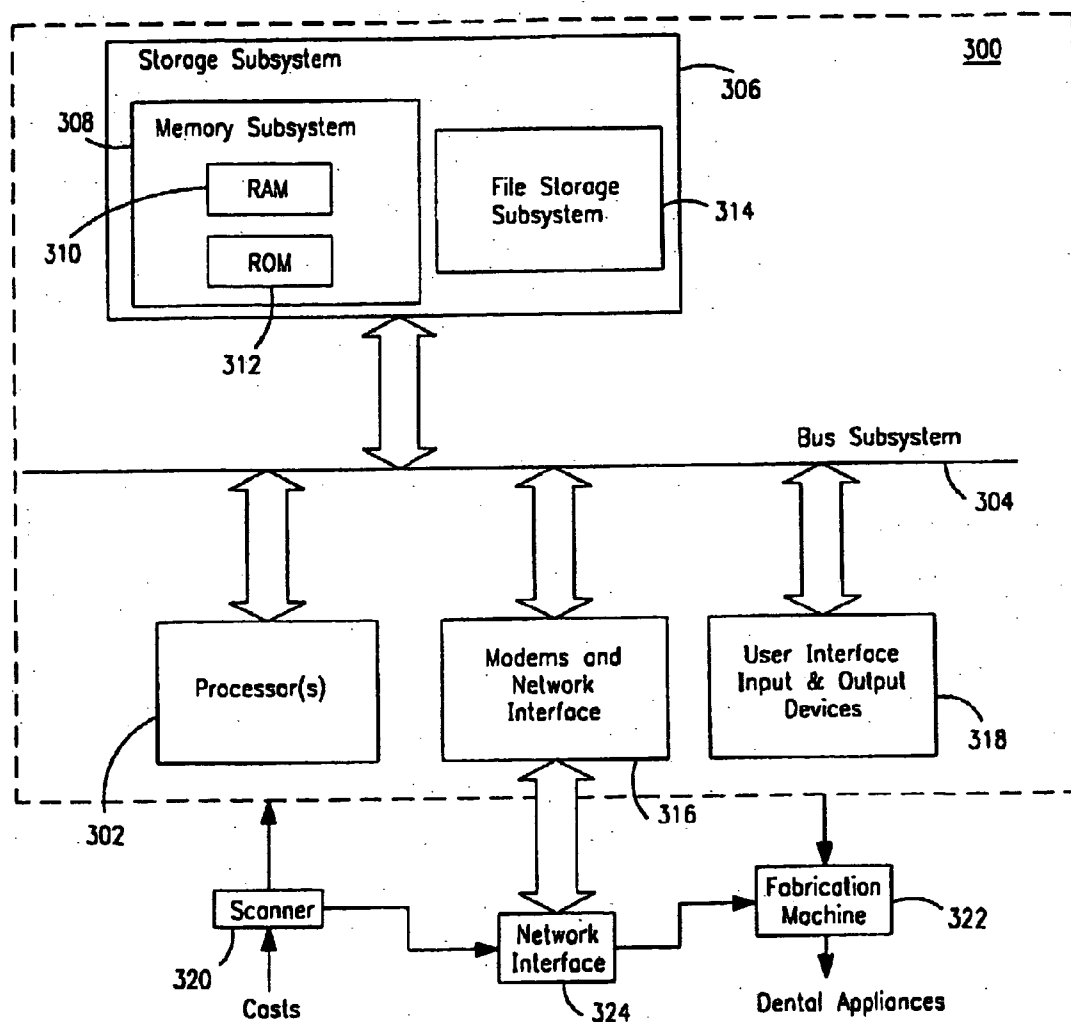 300
Storage Subsystem
306
308
Memory Subsystem
RAM
File Storage
Subsystem
314
310
ROM
312
Bus Subsystem
304
Processor(s)
Modems and
Network
Interface
User Interface
Input & Output
Devices
318
302
316
Scanner
Fabrication
Machine
322
320
Network
Interface
Casts
324
Dental Appliances